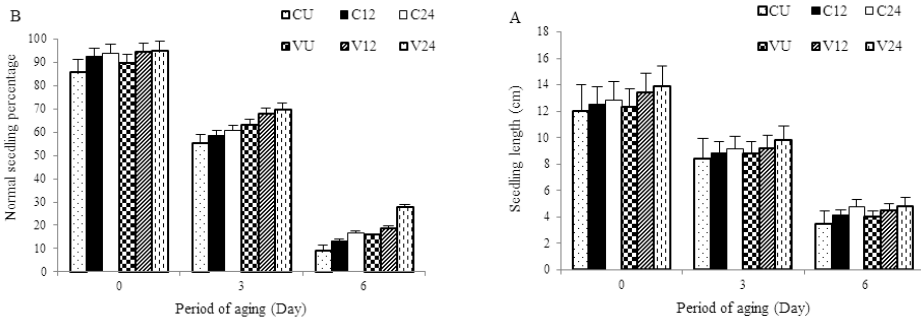 B
CU C12 C24
VU V12 V24
Normal seedling percentage
100
90
80
70
60
50
40
30
20
10
0
0 3 6
Period of aging (Day)
A
CU C12 C24
VU V12 V24
Seedling length (cm)
18
16
14
12
10
8
6
4
2
0
0 3 6
Period of aging (Day)